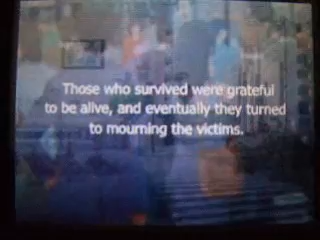 Those who survived were grateful
to be alive, and eventually they turned
to mourning the victims.